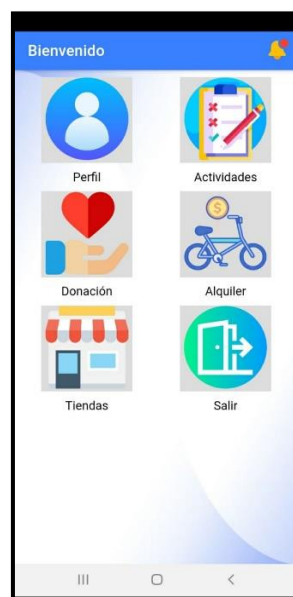 Bienvenido
Perfil
Actividades
Donación
Alquiler
Tiendas
Salir